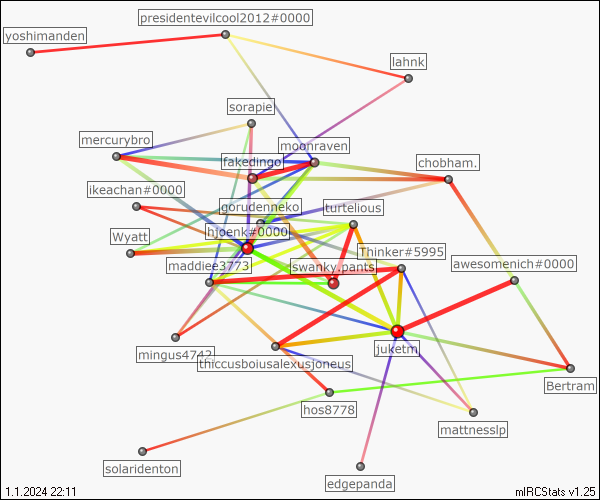 presidentevilcool2012#0000
yoshimanden
lahnk
sorapie
mercurybro
moonraven
fakedingo
chobham.
ikeachan#0000
gorudenneko
turtelious
Wyatt
hjoenk#0000
Thinker#5995
maddiee3773
swanky.pants
awesomenich#0000
juketm
mingus4742
thiccusboiusalexusjoneus
Bertram
hos8778
mattnesslp
solaridenton
edgepanda
1.1.2024 22:11
mIRCStats v1.25